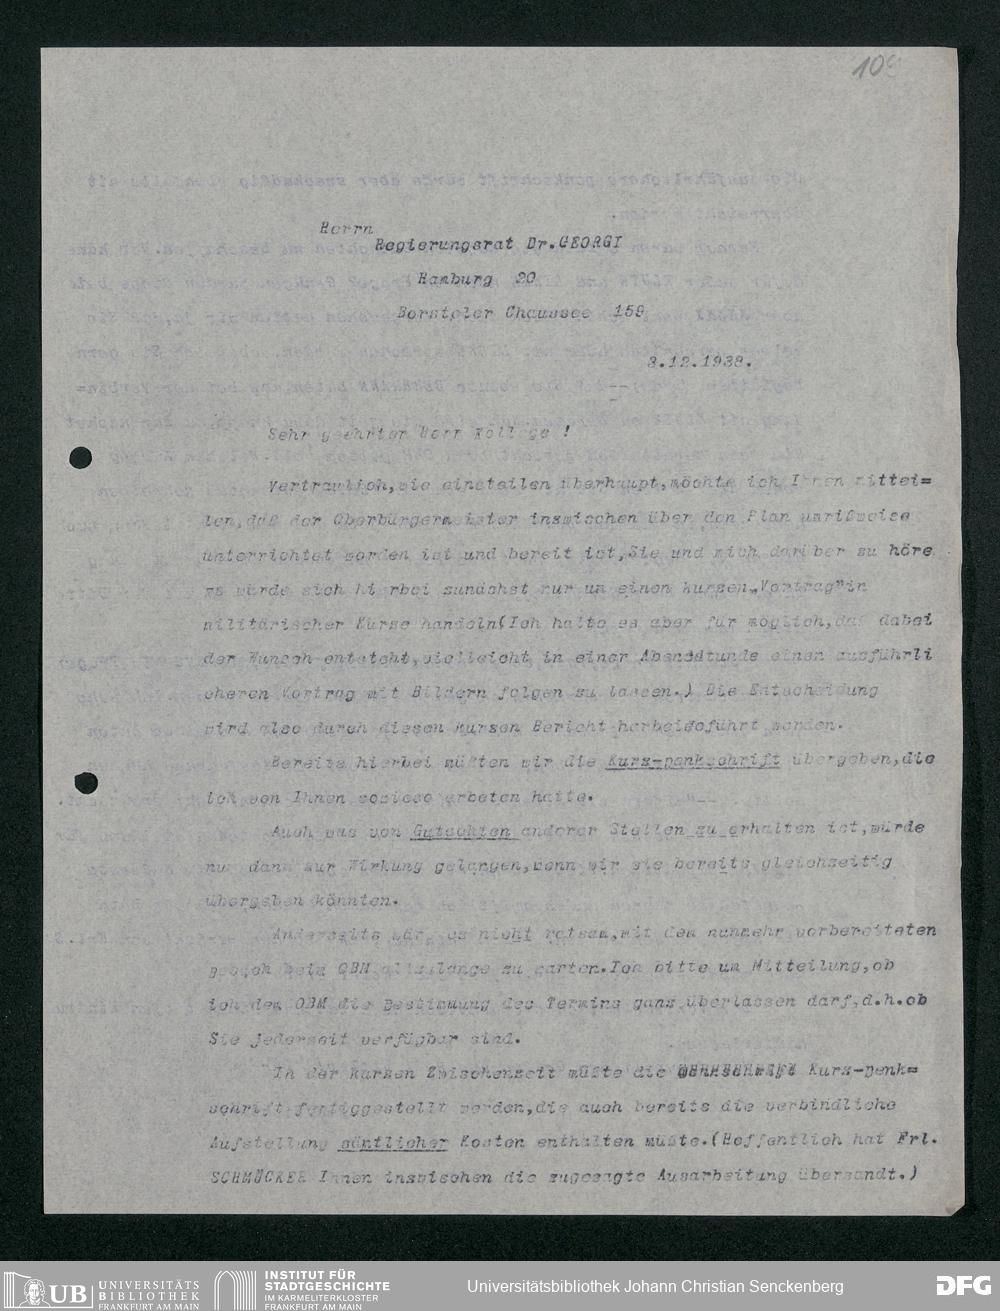 Herrn
Regierungsrat Dr.GEORGI
Hamburg 20
Borsteler Chaussee 159
3.12.1938.
Sehr geehrter Herr Kollege !
Vertraulich,wie einsteilen überhaupt,möchte ich Ihnen mittei=
len,daß der Oberbürgermeister inzwischen über den Plan umrißweise
unterrichtet worden ist und bereit ist,Sie und mich darüber zu höre
es würde sich hierbei zunächst nur um einen kurzen„Vortrag"in
militärischer Kürze handeln(Ich halte es aber für möglich,daß dabei
der Wunsch entsteht,vielleicht in einer Abendstunde einen ausführli
cheren Vortrag mit Bildern folgen zu lassen.) Die Entscheidung
wird also durch diesen kurzen Bericht herbeigeführt werden.
Bereits hierbei müßten wir die Kurz-Denkschrift übergeben,die
ich von Ihnen sowieso erbeten hatte.
Auch was von Gutachten anderer Stellen zu erhalten ist,würde
nur dann zur Wirkung gelangen,wenn wir sie bereits gleichzeitig
übergeben könnten.
Anderseits wäre es nicht ratsam,mit dem nunmehr vorbereiteten
Besuch beim OBM allzulange zu warten.Ich bitte um Mitteilung,ob
ich dem OBM die Bestimmung des Termins ganz überlassen darf,d.h.ob
Sie jederzeit verfügbar sind.
In der kurzen Zwischenzeit müßte die Kurz-Denk=
schrift fertiggestellt werden,die auch bereits die verbindliche
Aufstellung sämtlicher Kosten enthalten müßte.(Hoffentlich hat Frl.
SCHMÜCKER Ihnen inzwischen die zugesagte Ausarbeitung übersandt.)
UB UNIVERSITÄTS
BIBLIOTHEK
FRANKFURT AM MAIN
INSTITUT FÜR
STADTGESCHICHTE
IM KARMELITERKLOSTER
FRANKFURT AM MAIN
Universitätsbibliothek Johann Christian Senckenberg
DFG